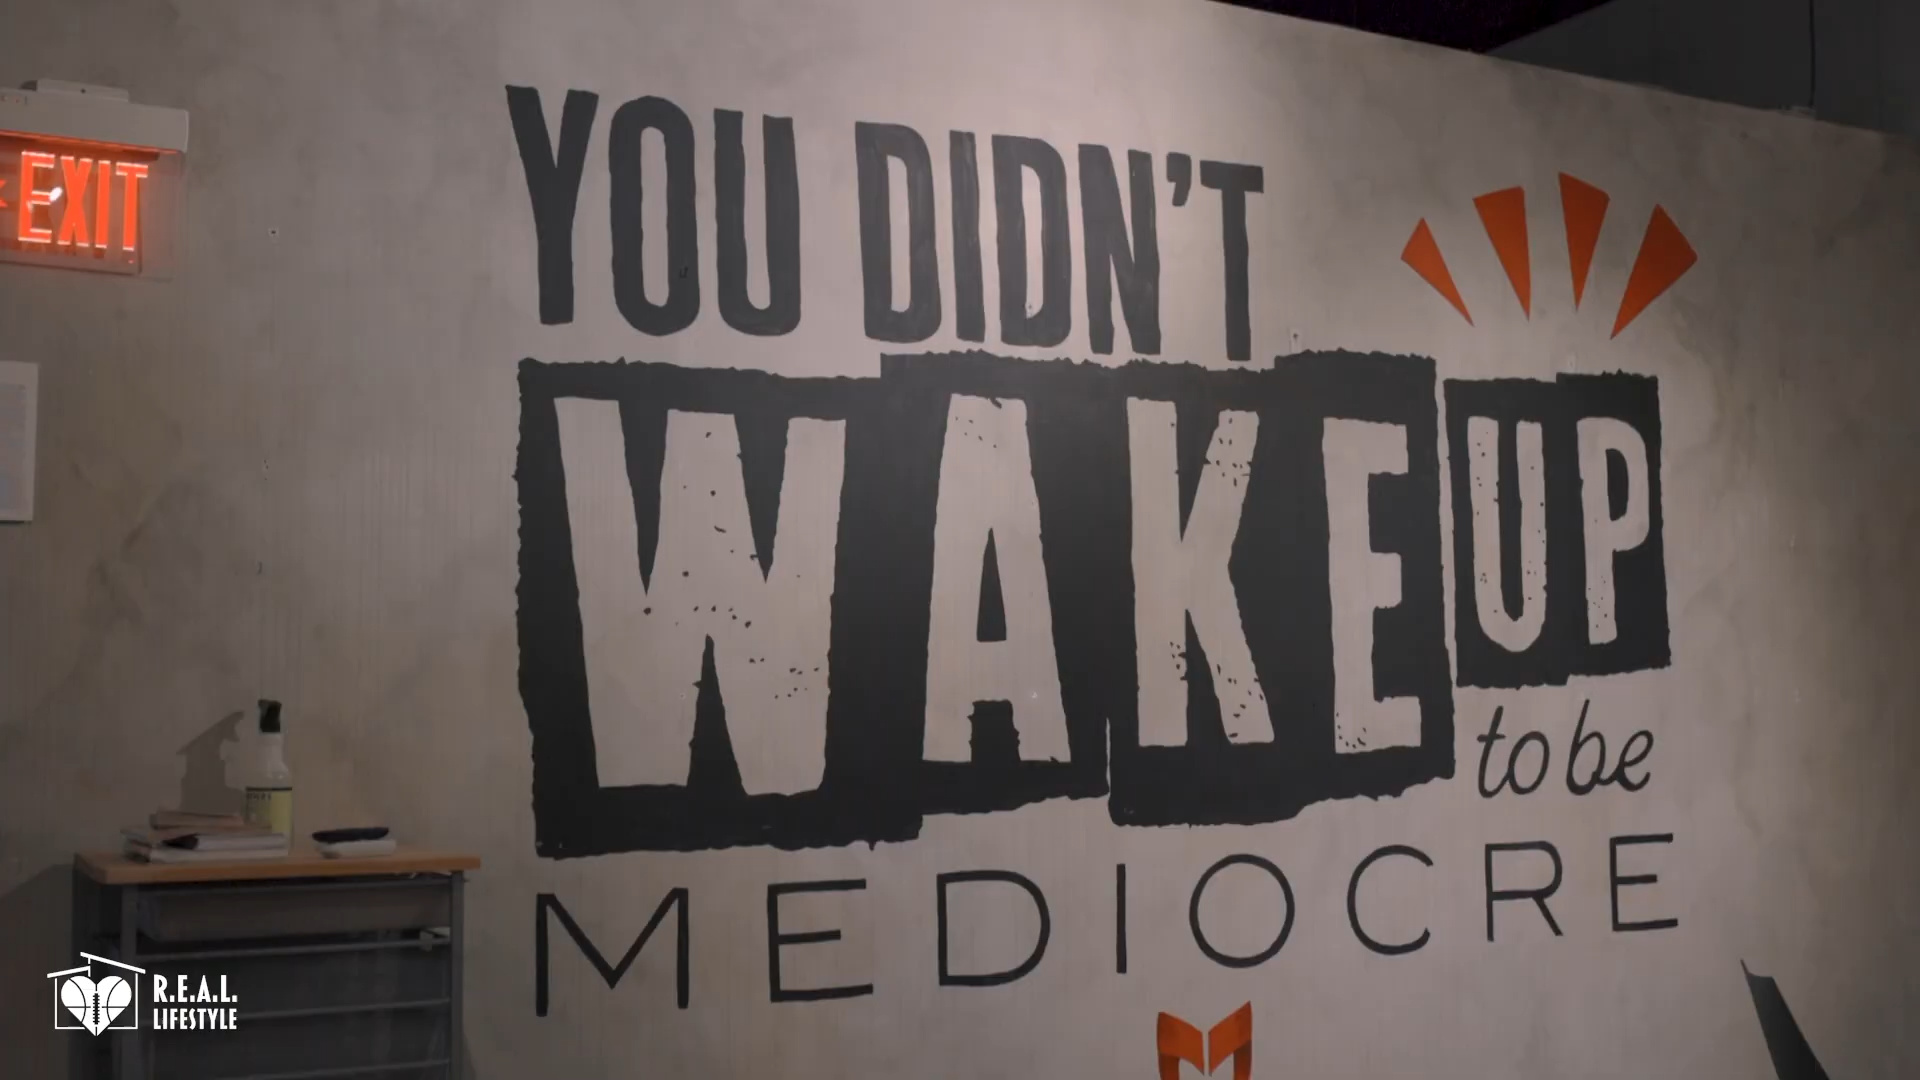 EXIT
YOU DIDN'T
WAKE UP
to be
MEDIOCRE
R.E.A.L.
LIFESTYLE